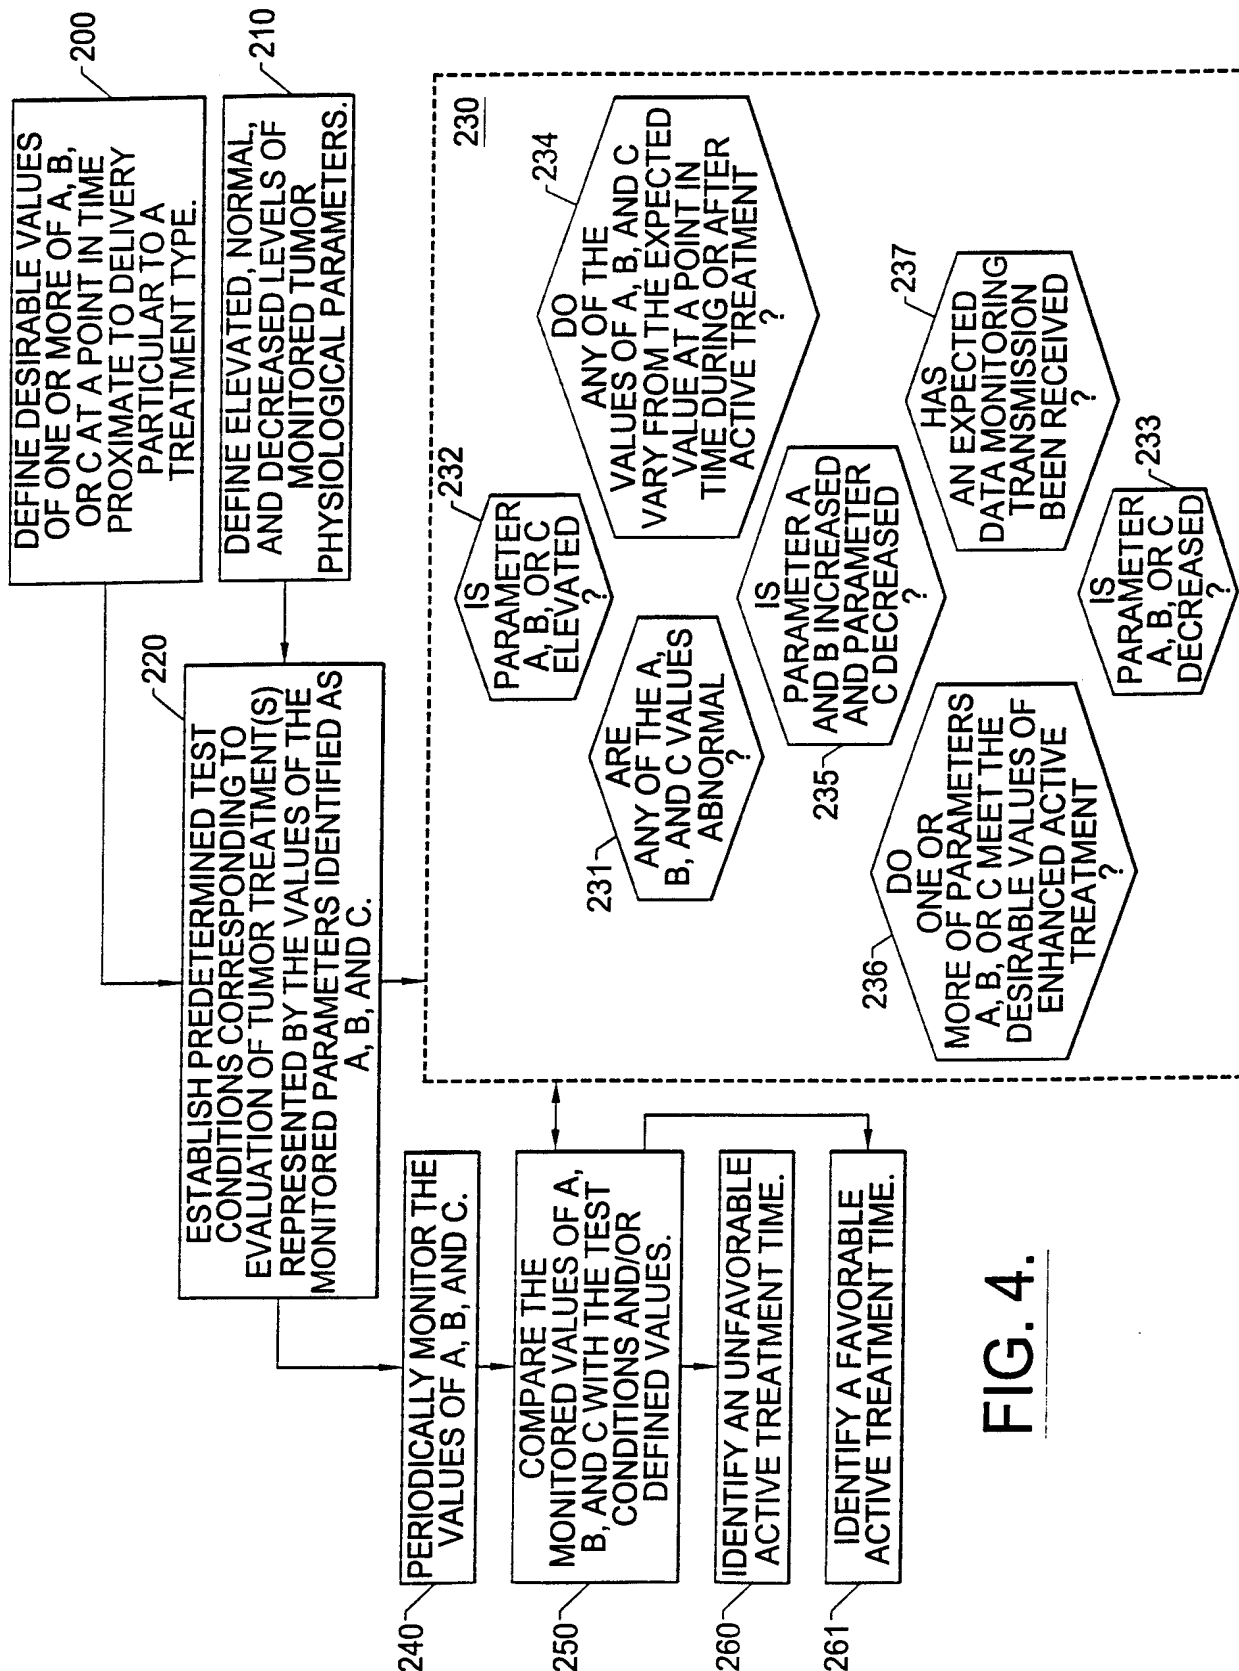 200
DEFINE DESIRABLE VALUES
OF ONE OR MORE OF A, B,
OR C AT A POINT IN TIME
PROXIMATE TO DELIVERY
PARTICULAR TO A
TREATMENT TYPE.
210
DEFINE ELEVATED, NORMAL,
AND DECREASED LEVELS OF
MONITORED TUMOR
PHYSIOLOGICAL PARAMETERS.
220
ESTABLISH PREDETERMINED TEST
CONDITIONS CORRESPONDING TO
EVALUATION OF TUMOR TREATMENT(S)
REPRESENTED BY THE VALUES OF THE
MONITORED PARAMETERS IDENTIFIED AS
A, B, AND C.
230
231
ARE
ANY OF THE A,
B, AND C VALUES
ABNORMAL
?
232
IS
PARAMETER
A, B, OR C
ELEVATED
?
234
DO
ANY OF THE
VALUES OF A, B, AND C
VARY FROM THE EXPECTED
VALUE AT A POINT IN
TIME DURING OR AFTER
ACTIVE TREATMENT
?
235
IS
PARAMETER A
AND B INCREASED
AND PARAMETER
C DECREASED
?
236
DO
ONE OR
MORE OF PARAMETERS
A, B, OR C MEET THE
DESIRABLE VALUES OF
ENHANCED ACTIVE
TREATMENT
?
237
HAS
AN EXPECTED
DATA MONITORING
TRANSMISSION
BEEN RECEIVED
?
233
IS
PARAMETER
A, B, OR C
DECREASED
?
240
PERIODICALLY MONITOR THE
VALUES OF A, B, AND C.
250
COMPARE THE
MONITORED VALUES OF A,
B, AND C WITH THE TEST
CONDITIONS AND/OR
DEFINED VALUES.
260
IDENTIFY AN UNFAVORABLE
ACTIVE TREATMENT TIME.
261
IDENTIFY A FAVORABLE
ACTIVE TREATMENT TIME.
FIG. 4.